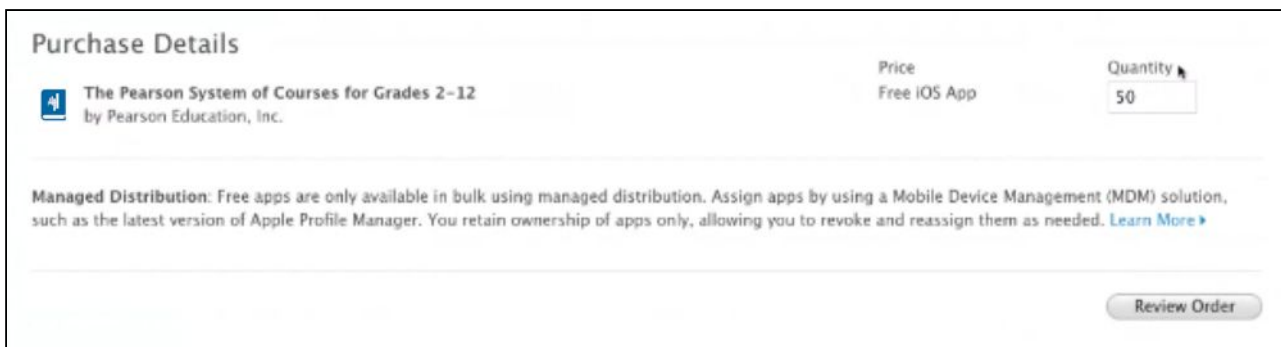 Purchase Details
The Pearson System of Courses for Grades 2-12
by Pearson Education, Inc.
Price
Free iOS App
Quantity
50
Managed Distribution: Free apps are only available in bulk using managed distribution. Assign apps by using a Mobile Device Management (MDM) solution,
such as the latest version of Apple Profile Manager. You retain ownership of apps only, allowing you to revoke and reassign them as needed. Learn More ▸
Review Order